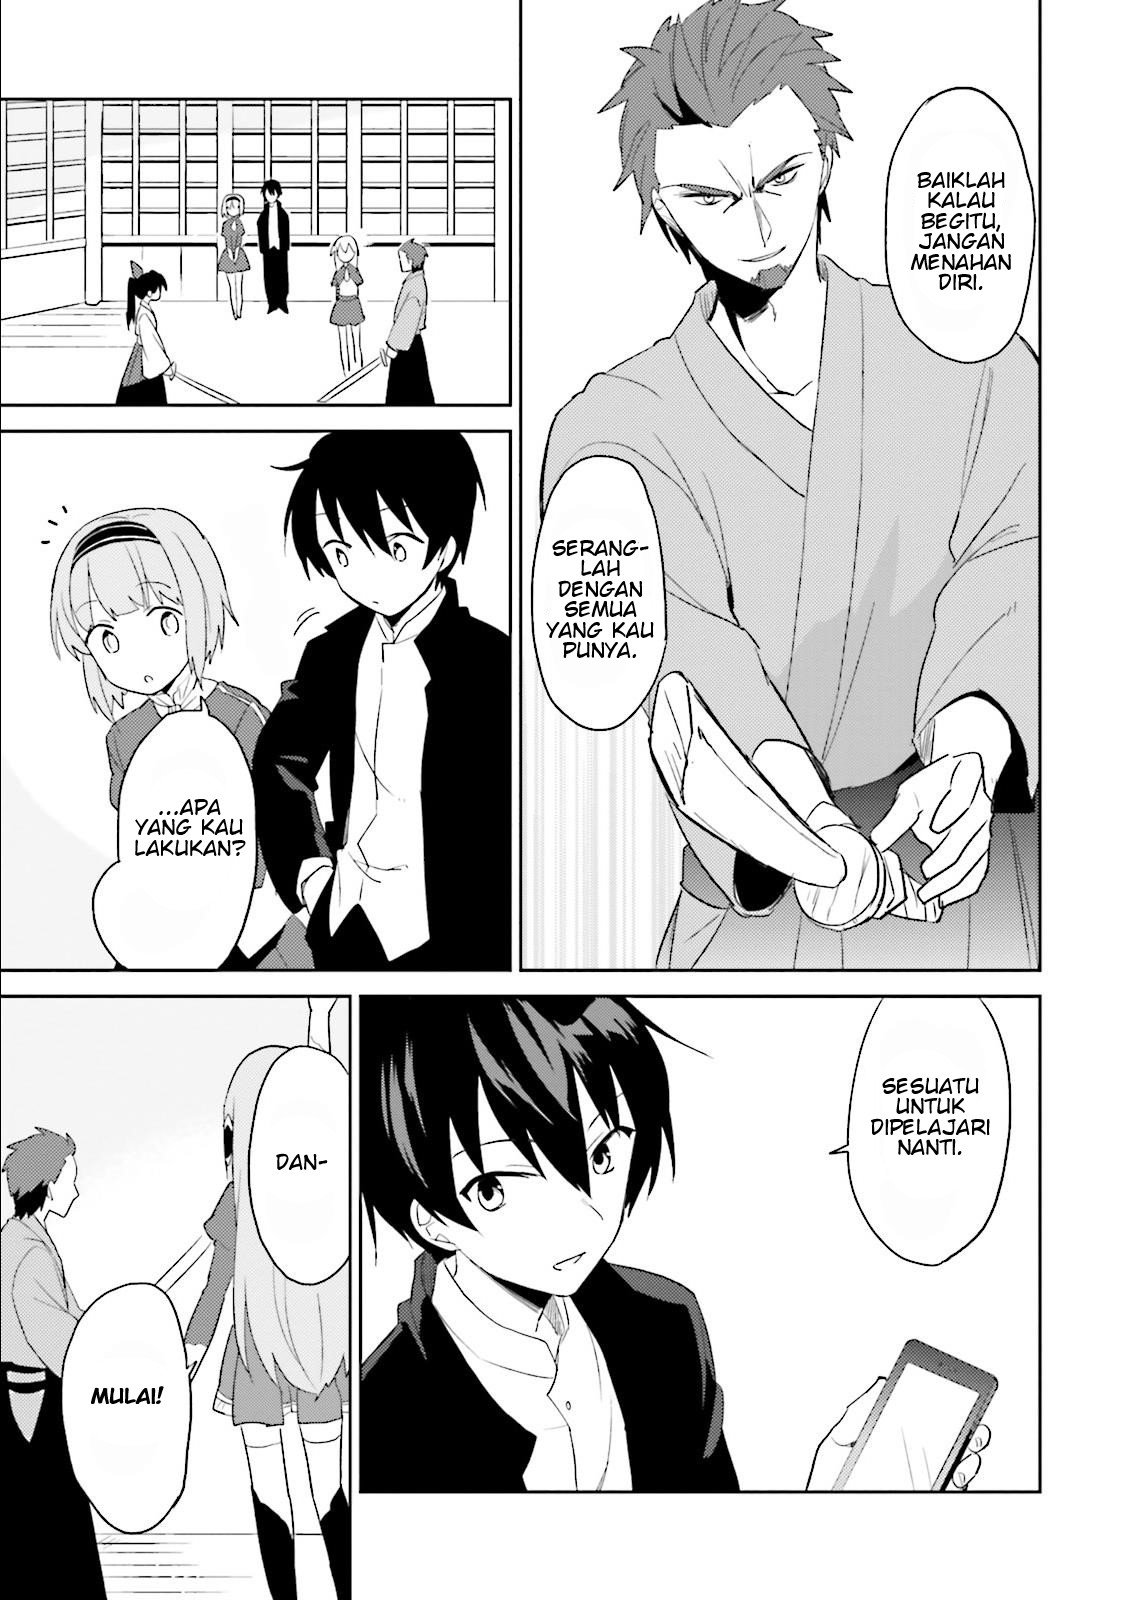 BAIKLAH
KALAU
BEGITU,
JANGAN
MENAHAN
DIRI.
SERANG-
LAH
DENGAN
SEMUA
YANG KAU
PUNYA.
...APA
YANG KAU
LAKUKAN?
SESUATU
UNTUK
DIPELAJARI
NANTI.
DAN-
MULAI!